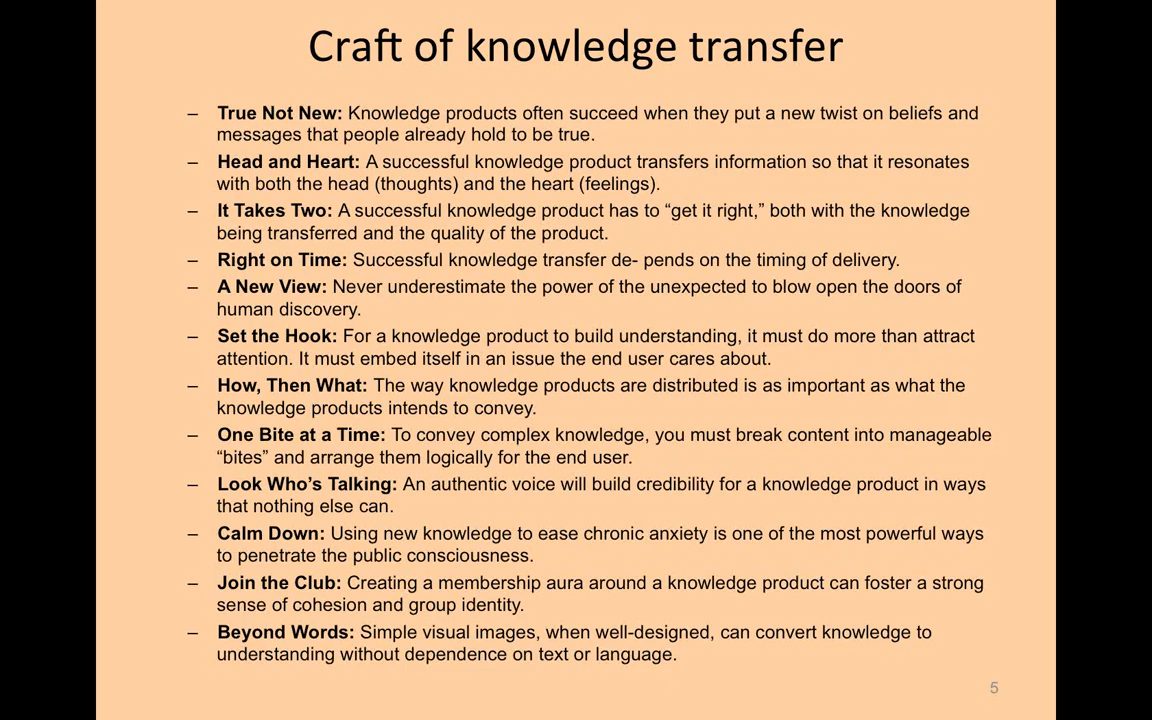 Craft of knowledge transfer
– True Not New: Knowledge products often succeed when they put a new twist on beliefs and
messages that people already hold to be true.
– Head and Heart: A successful knowledge product transfers information so that it resonates
with both the head (thoughts) and the heart (feelings).
– It Takes Two: A successful knowledge product has to “get it right,” both with the knowledge
being transferred and the quality of the product.
– Right on Time: Successful knowledge transfer de- pends on the timing of delivery.
– A New View: Never underestimate the power of the unexpected to blow open the doors of
human discovery.
– Set the Hook: For a knowledge product to build understanding, it must do more than attract
attention. It must embed itself in an issue the end user cares about.
– How, Then What: The way knowledge products are distributed is as important as what the
knowledge products intends to convey.
– One Bite at a Time: To convey complex knowledge, you must break content into manageable
“bites” and arrange them logically for the end user.
– Look Who’s Talking: An authentic voice will build credibility for a knowledge product in ways
that nothing else can.
– Calm Down: Using new knowledge to ease chronic anxiety is one of the most powerful ways
to penetrate the public consciousness.
– Join the Club: Creating a membership aura around a knowledge product can foster a strong
sense of cohesion and group identity.
– Beyond Words: Simple visual images, when well-designed, can convert knowledge to
understanding without dependence on text or language.
5